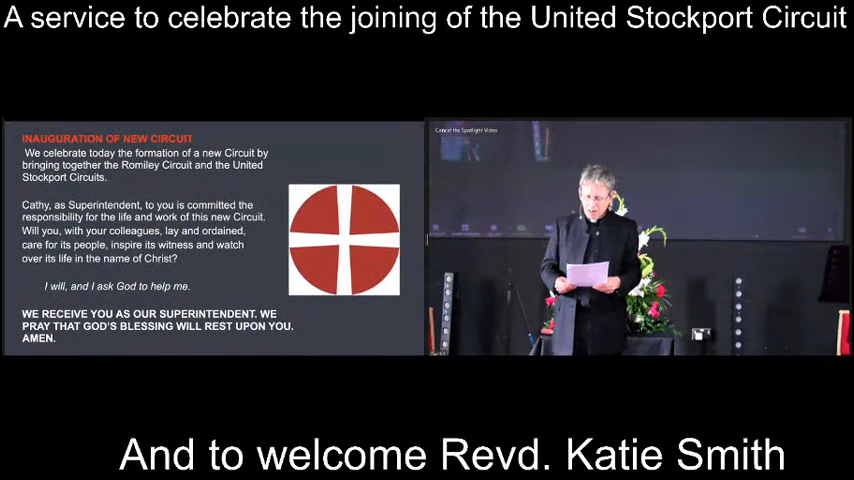 A service to celebrate the joining of the United Stockport Circuit
Cancel the Spotlight Video
INAUGURATION OF NEW CIRCUIT
We celebrate today the formation of a new Circuit by
bringing together the Romiley Circuit and the United
Stockport Circuits.
Cathy, as Superintendent, to you is committed the
responsibility for the life and work of this new Circuit.
Will you, with your colleagues, lay and ordained,
care for its people, inspire its witness and watch
over its life in the name of Christ?
I will, and I ask God to help me.
WE RECEIVE YOU AS OUR SUPERINTENDENT. WE
PRAY THAT GOD'S BLESSING WILL REST UPON YOU.
AMEN.
And to welcome Revd. Katie Smith